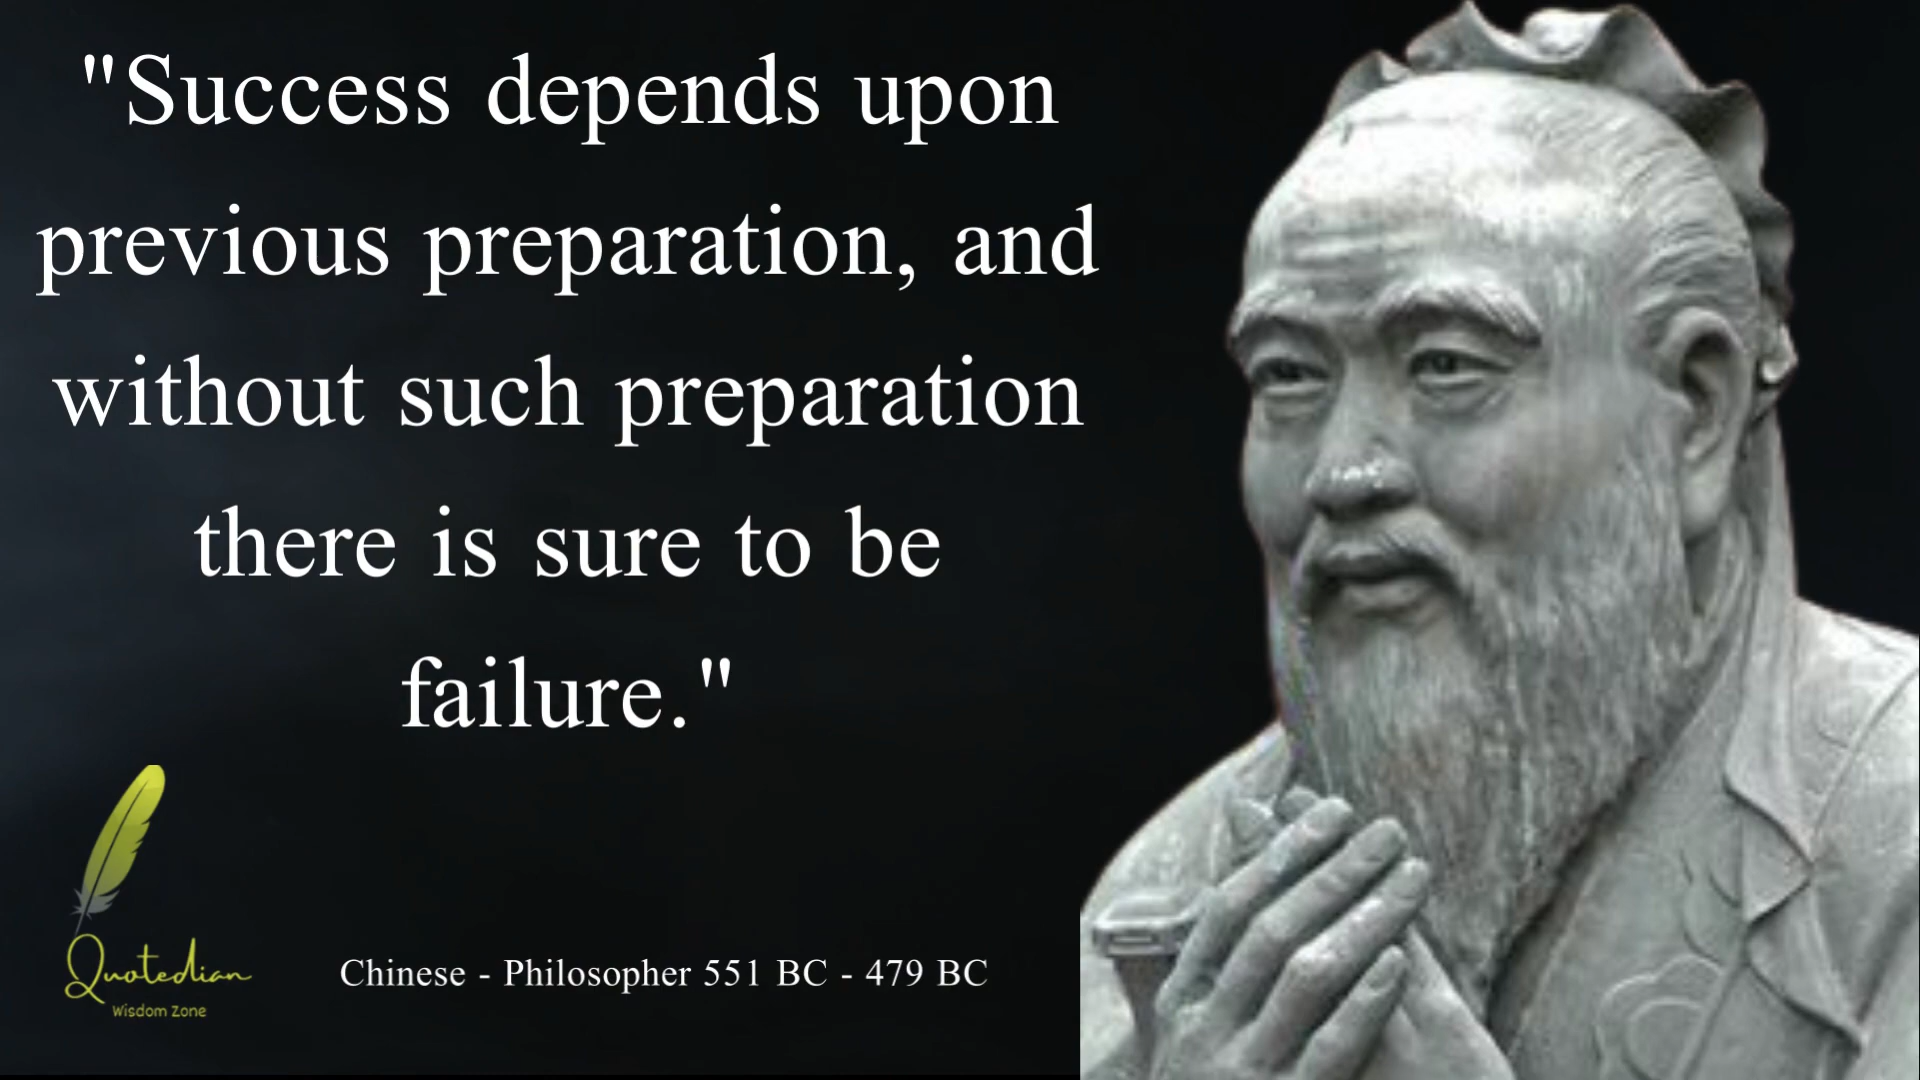 "Success depends upon
previous preparation, and
without such preparation
there is sure to be
failure."
Quotedian
Wisdom Zone
Chinese - Philosopher 551 BC - 479 BC